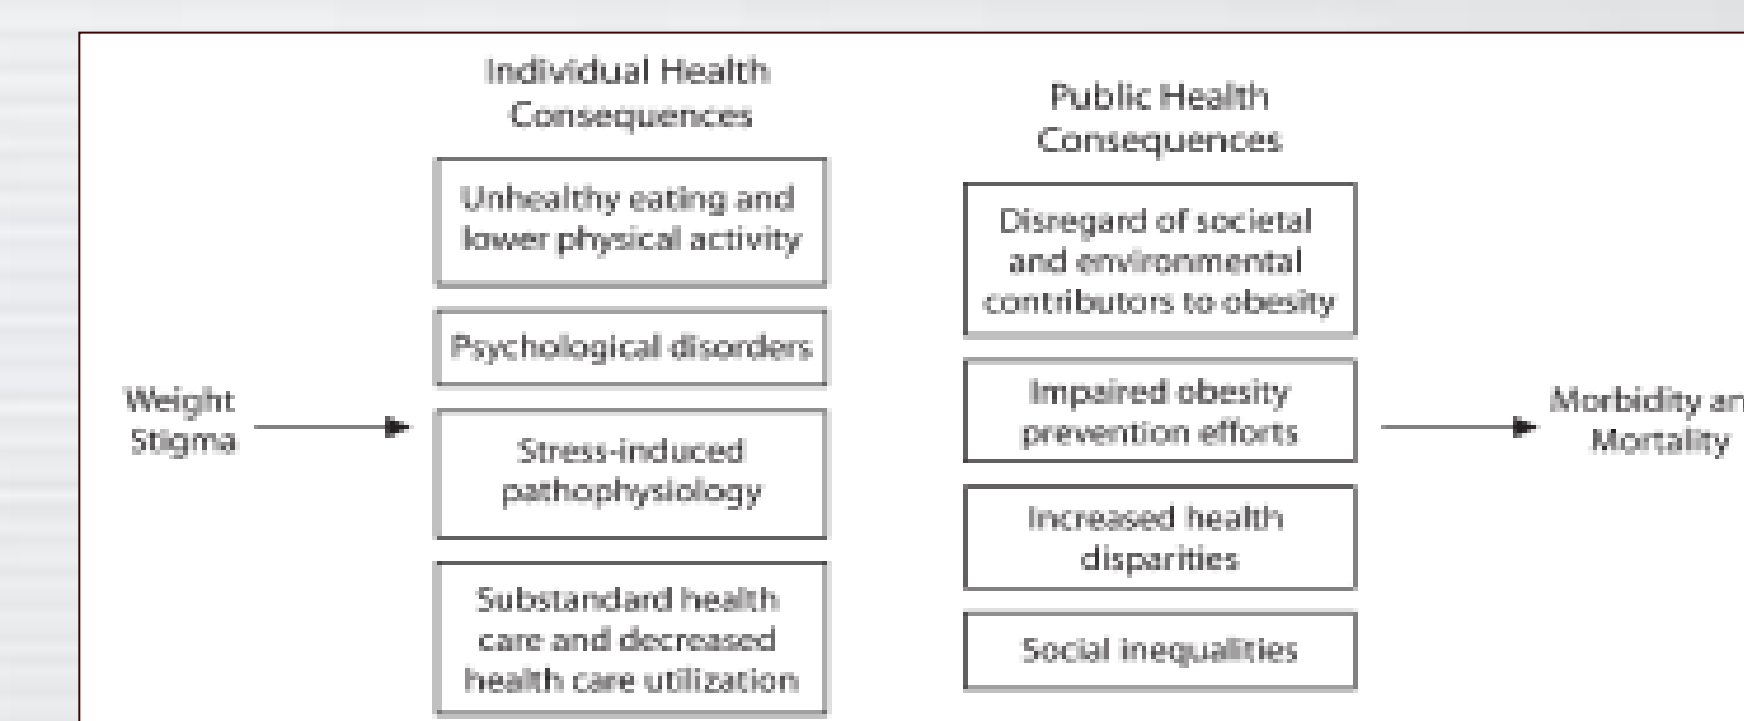 Individual Health
Consequences
Public Health
Consequences
Unhealthy eating and
lower physical activity
Psychological disorders
Stress-induced
pathophysiology
Substandard health
care and decreased
health care utilization
Disregard of societal
and environmental
contributors to obesity
Impaired obesity
prevention efforts
Increased health
disparities
Social inequalities
Weight
Stigma
Morbidity
Mortality